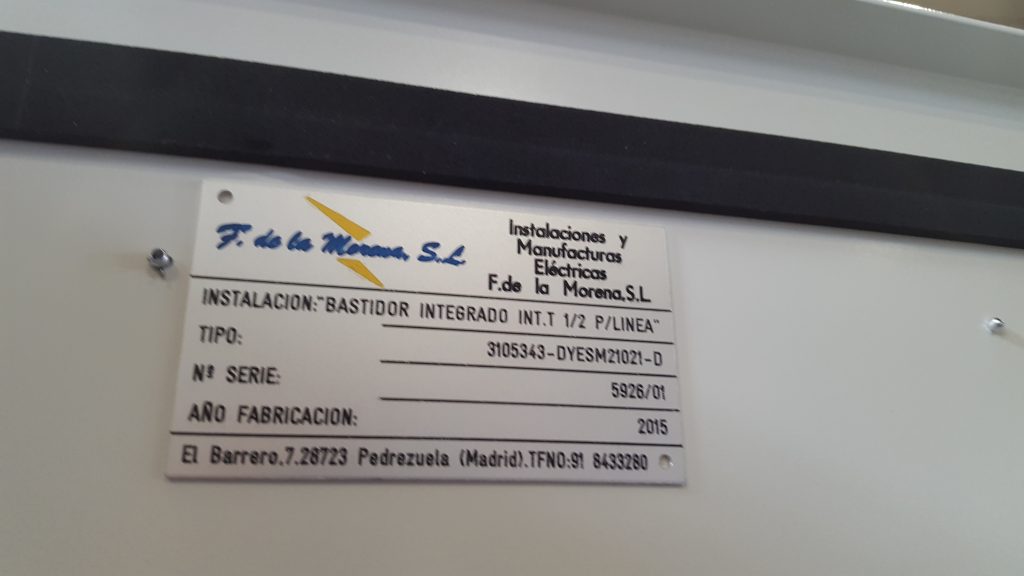 F. de la Morena, S.L.
Instalaciones y
Manufacturas
Eléctricas
F.de la Morena,S.L.
INSTALACION:"BASTIDOR INTEGRADO INT.T 1/2 P/LINEA"
TIPO: 3105343-DYESM21021-D
Nº SERIE: 5926/01
AÑO FABRICACION: 2015
El Barrero,7.28723 Pedrezuela (Madrid).TFNO:91 8433280